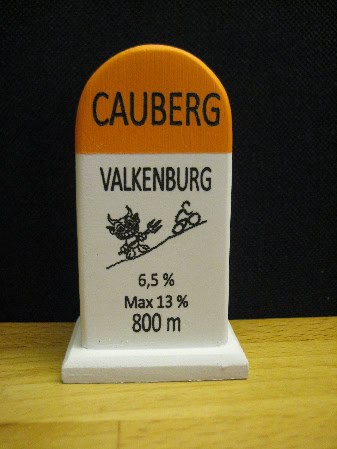 CAUBERG
VALKENBURG
6,5 %
Max 13 %
800 m